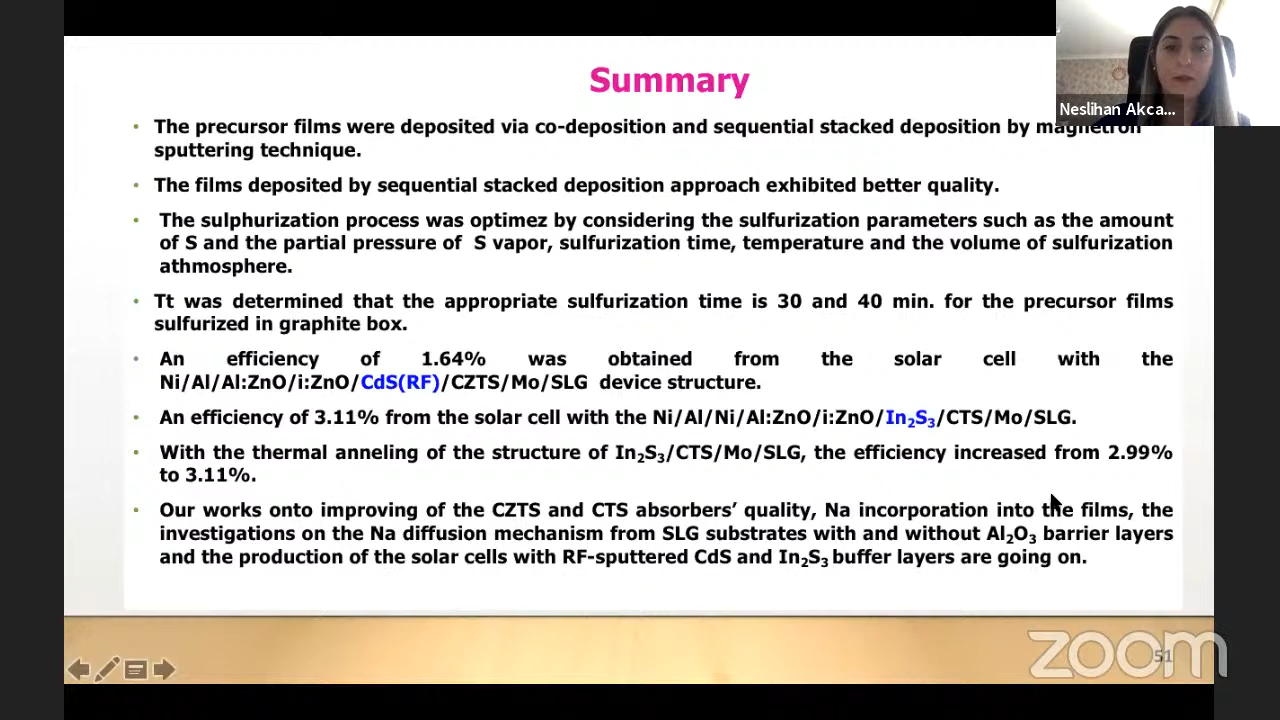 Summary
Neslihan Akca...
• The precursor films were deposited via co-deposition and sequential stacked deposition by magnetron
sputtering technique.
• The films deposited by sequential stacked deposition approach exhibited better quality.
• The sulphurization process was optimez by considering the sulfurization parameters such as the amount
of S and the partial pressure of S vapor, sulfurization time, temperature and the volume of sulfurization
athmosphere.
• Tt was determined that the appropriate sulfurization time is 30 and 40 min. for the precursor films
sulfurized in graphite box.
• An efficiency of 1.64% was obtained from the solar cell with the
Ni/Al/Al:ZnO/i:ZnO/CdS(RF)/CZTS/Mo/SLG device structure.
• An efficiency of 3.11% from the solar cell with the Ni/Al/Ni/Al:ZnO/i:ZnO/In₂S₃/CTS/Mo/SLG.
• With the thermal anneling of the structure of In₂S₃/CTS/Mo/SLG, the efficiency increased from 2.99%
to 3.11%.
• Our works onto improving of the CZTS and CTS absorbers’ quality, Na incorporation into the films, the
investigations on the Na diffusion mechanism from SLG substrates with and without Al₂O₃ barrier layers
and the production of the solar cells with RF-sputtered CdS and In₂S₃ buffer layers are going on.
zoom
51